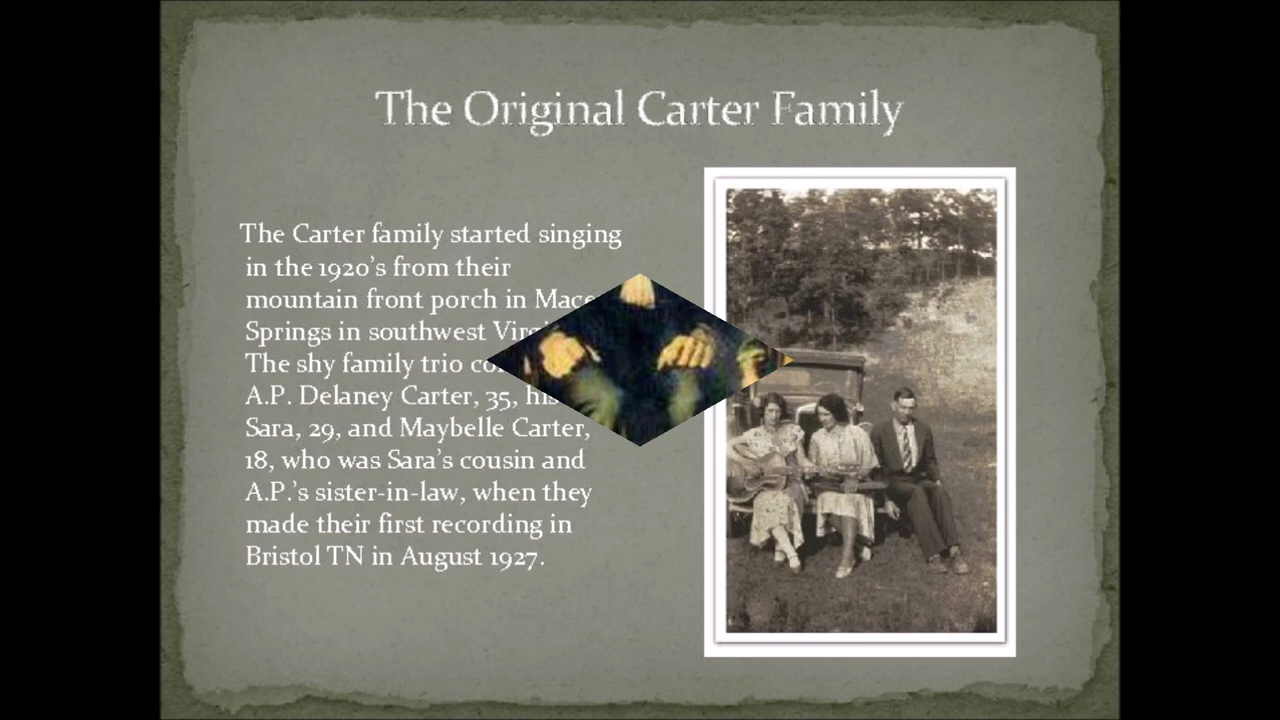 The Original Carter Family
The Carter family started singing
in the 1920's from their
mountain front porch in Mace
Springs in southwest
The shy family trio
A.P. Delaney Carter, 35, his
Sara, 29, and Maybelle Carter,
18, who was Sara's cousin and
A.P.'s sister-in-law, when they
made their first recording in
Bristol TN in August 1927.